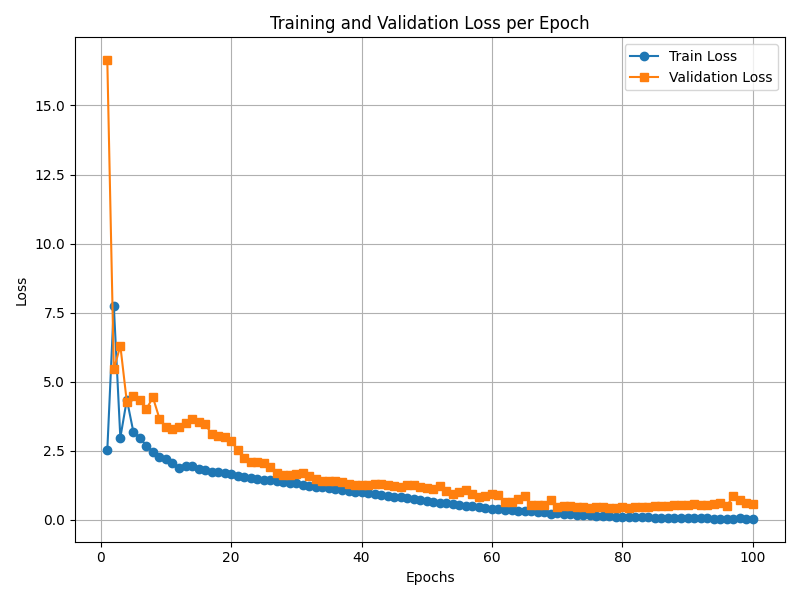 Training and Validation Loss per Epoch
Train Loss
Validation Loss
15.0
12.5
10.0
7.5
5.0
2.5
0.0
Loss
0 20 40 60 80 100
Epochs